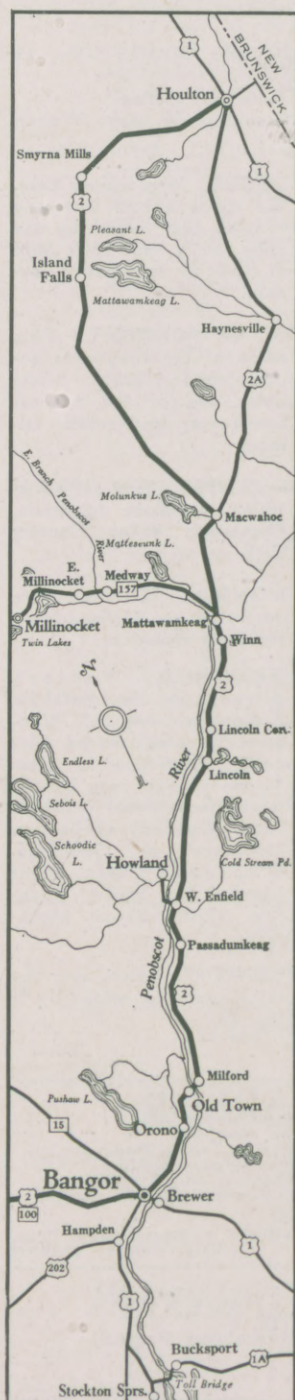 1
NEW
BRUNSWICK
Houlton
Smyrna Mills
1
2
Pleasant L.
Island
Falls
Mattawamkeag L.
Haynesville
2A
E. Branch Penobscot
River
Molunkus L.
Macwahoc
Matteseunk L.
E.
Millinocket
Medway
157
Millinocket
Mattawamkeag
Twin Lakes
Winn
No
2
Lincoln Cen.
River
Endless L.
Lincoln
Sebois L.
Schoodic
L.
Howland
Cold Stream Pd.
W. Enfield
Penobscot
Passadumkeag
2
Milford
Pushaw L.
Old Town
15
Orono
Bangor
2
100
Brewer
Hampden
1
202
1
Bucksport
1A
Toll Bridge
Stockton Sprs.